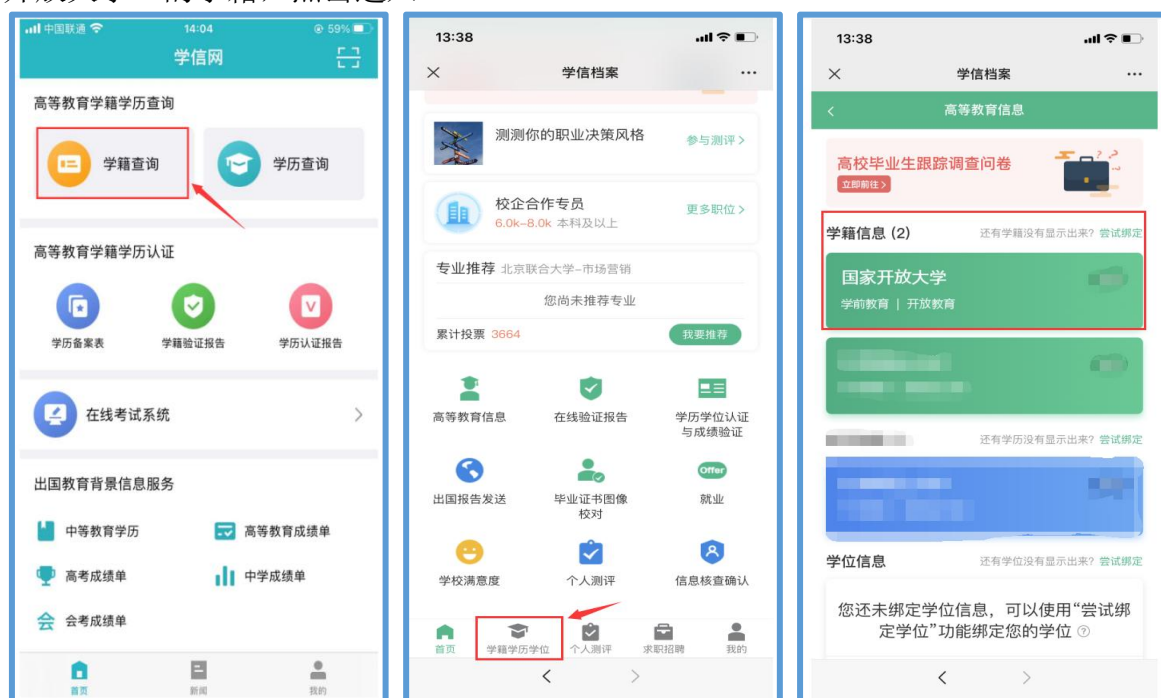 中国联通 14:04 59%
学信网
高等教育学籍学历查询
学籍查询 学历查询
高等教育学籍学历认证
学历备案表 学籍验证报告 学历认证报告
在线考试系统
出国教育背景信息服务
中等教育学历 高等教育成绩单
高考成绩单 中学成绩单
会考成绩单
首页 新闻 我的
13:38
学信档案
测测你的职业决策风格 参与测评>
校企合作专员 更多职位>
6.0k-8.0k 本科及以上
专业推荐 北京联合大学-市场营销
您尚未推荐专业
累计投票 3664 我要推荐
高等教育信息 在线验证报告 学历学位认证
与成绩验证
Offer
出国报告发送 毕业证书图像
校对 就业
学校满意度 个人测评 信息核查确认
首页 学籍学历学位 个人测评 求职招聘 我的
13:38
学信档案
高等教育信息
高校毕业生跟踪调查问卷
立即前往>
学籍信息 (2) 还有学籍没有显示出来? 尝试绑定
国家开放大学
学前教育 | 开放教育
还有学历没有显示出来? 尝试绑定
学位信息 还有学位没有显示出来? 尝试绑定
您还未绑定学位信息,可以使用“尝试绑
定学位”功能绑定您的学位 ?